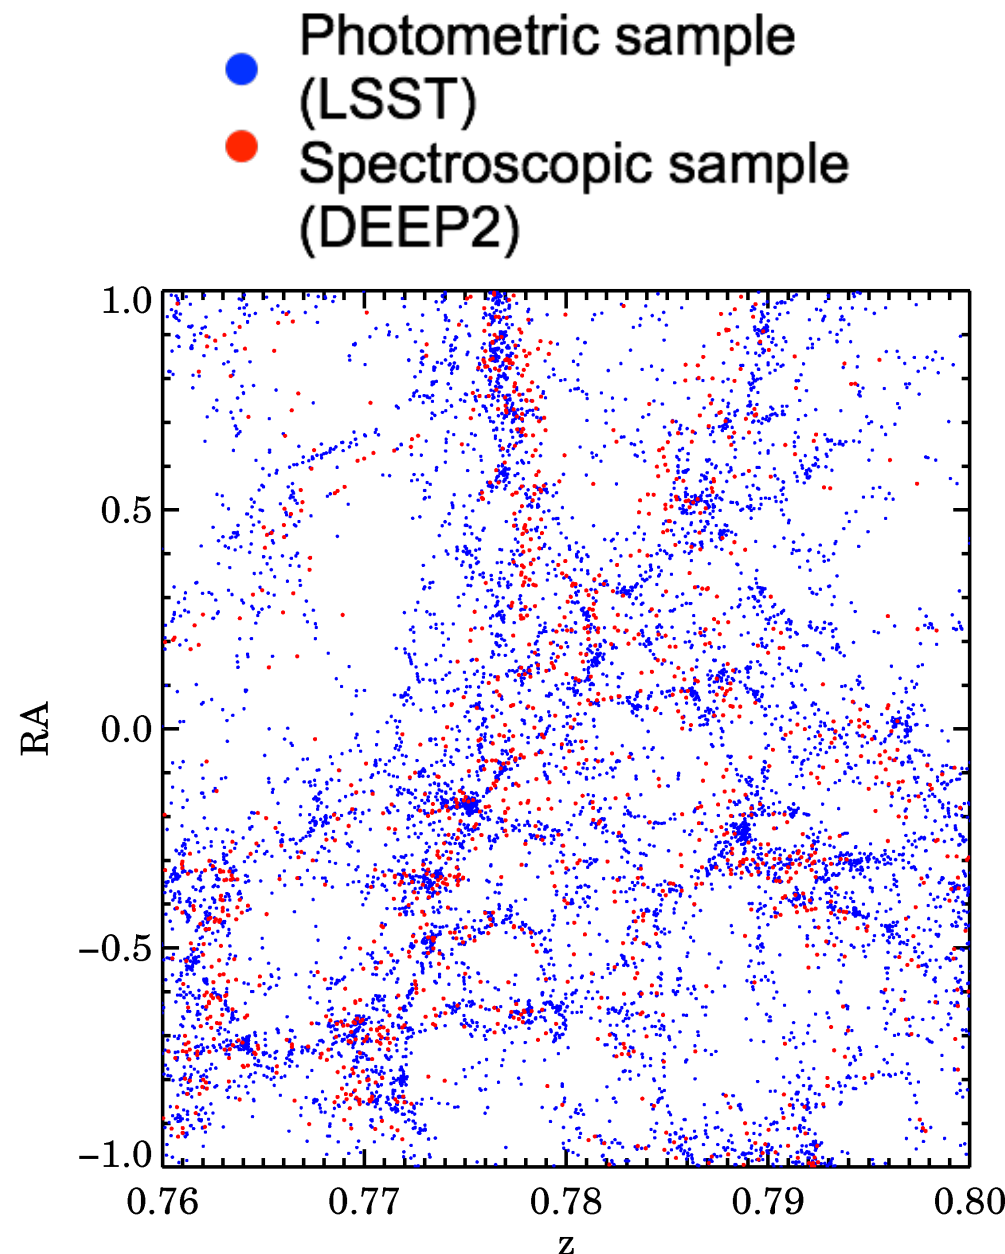 Photometric sample
(LSST)
Spectroscopic sample
(DEEP2)
1.0
0.5
0.0
−0.5
−1.0
RA
0.76 0.77 0.78 0.79 0.80
z